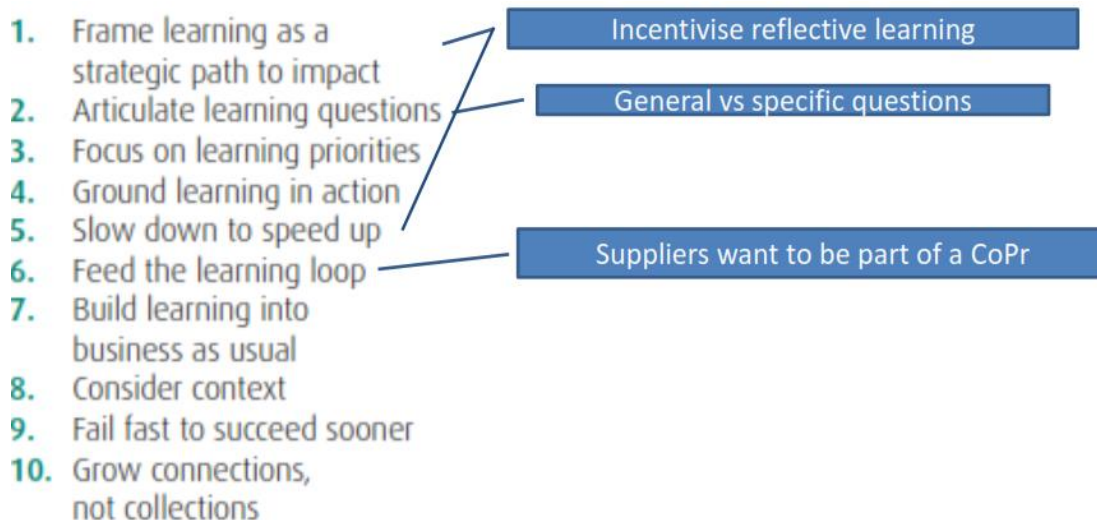 1. Frame learning as a
strategic path to impact
2. Articulate learning questions
3. Focus on learning priorities
4. Ground learning in action
5. Slow down to speed up
6. Feed the learning loop
7. Build learning into
business as usual
8. Consider context
9. Fail fast to succeed sooner
10. Grow connections,
not collections
Incentivise reflective learning
General vs specific questions
Suppliers want to be part of a CoPr